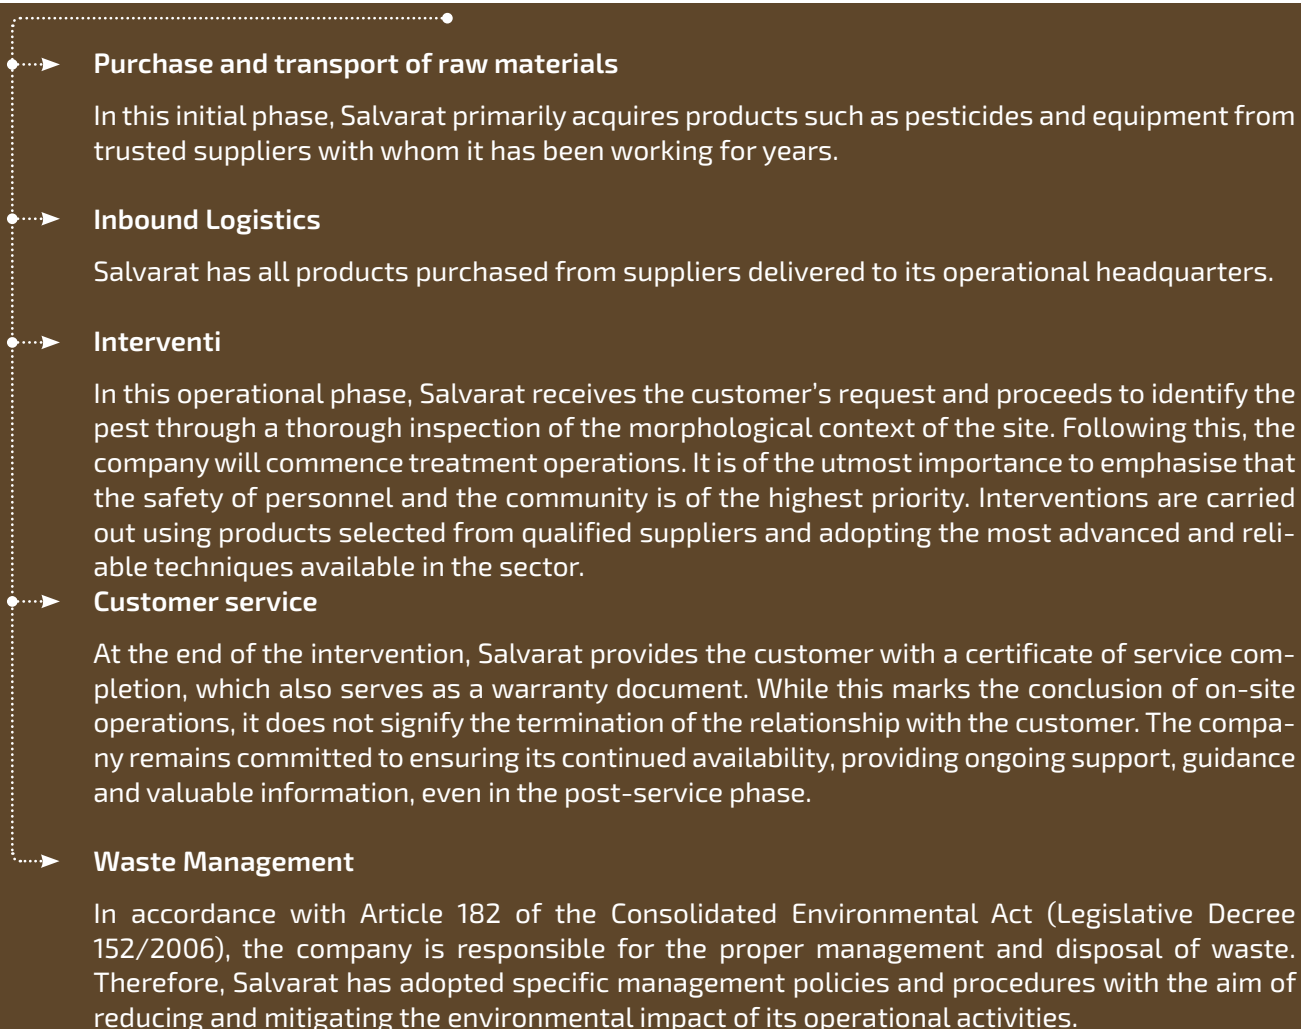 Purchase and transport of raw materials
In this initial phase, Salvarat primarily acquires products such as pesticides and equipment from
trusted suppliers with whom it has been working for years.
Inbound Logistics
Salvarat has all products purchased from suppliers delivered to its operational headquarters.
Interventi
In this operational phase, Salvarat receives the customer's request and proceeds to identify the
pest through a thorough inspection of the morphological context of the site. Following this, the
company will commence treatment operations. It is of the utmost importance to emphasise that
the safety of personnel and the community is of the highest priority. Interventions are carried
out using products selected from qualified suppliers and adopting the most advanced and reli-
able techniques available in the sector.
Customer service
At the end of the intervention, Salvarat provides the customer with a certificate of service com-
pletion, which also serves as a warranty document. While this marks the conclusion of on-site
operations, it does not signify the termination of the relationship with the customer. The compa-
ny remains committed to ensuring its continued availability, providing ongoing support, guidance
and valuable information, even in the post-service phase.
Waste Management
In accordance with Article 182 of the Consolidated Environmental Act (Legislative Decree
152/2006), the company is responsible for the proper management and disposal of waste.
Therefore, Salvarat has adopted specific management policies and procedures with the aim of
reducing and mitigating the environmental impact of its operational activities.